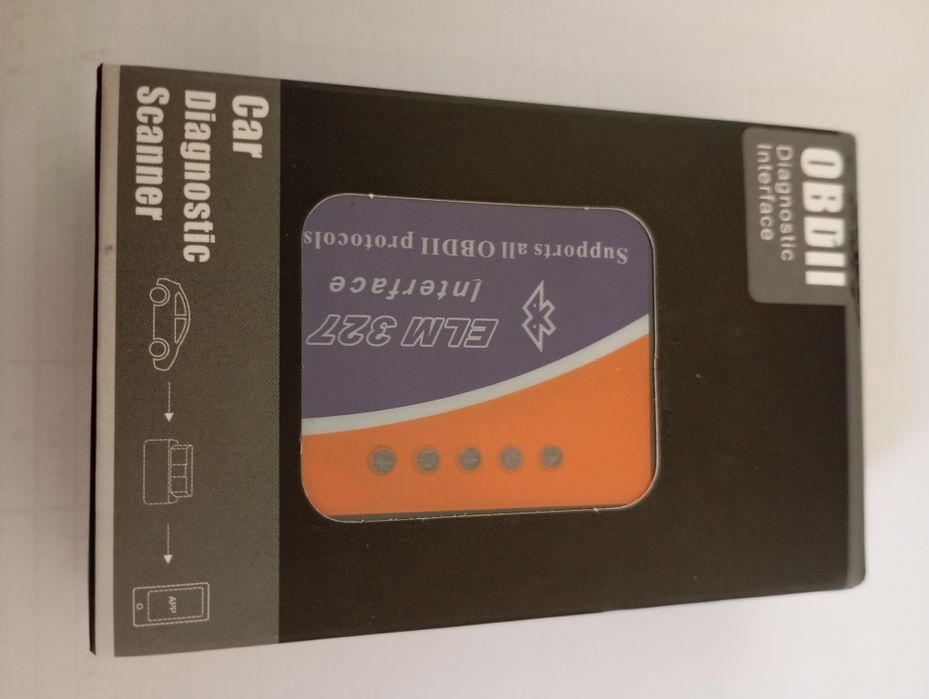 OBDII
Diagnostic
Interface
Supports all OBDII protocols
Interface
ELM 327
Car
Diagnostic
Scanner
APP